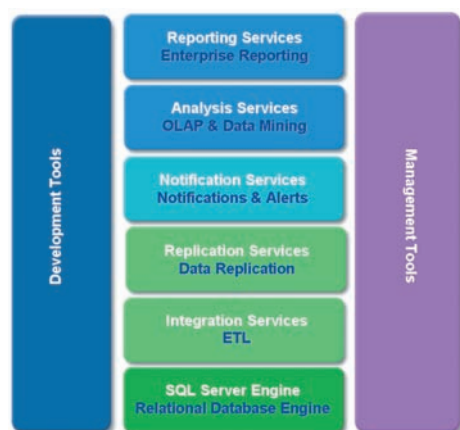 Development Tools
Reporting Services
Enterprise Reporting
Analysis Services
OLAP & Data Mining
Notification Services
Notifications & Alerts
Replication Services
Data Replication
Integration Services
ETL
SQL Server Engine
Relational Database Engine
Management Tools